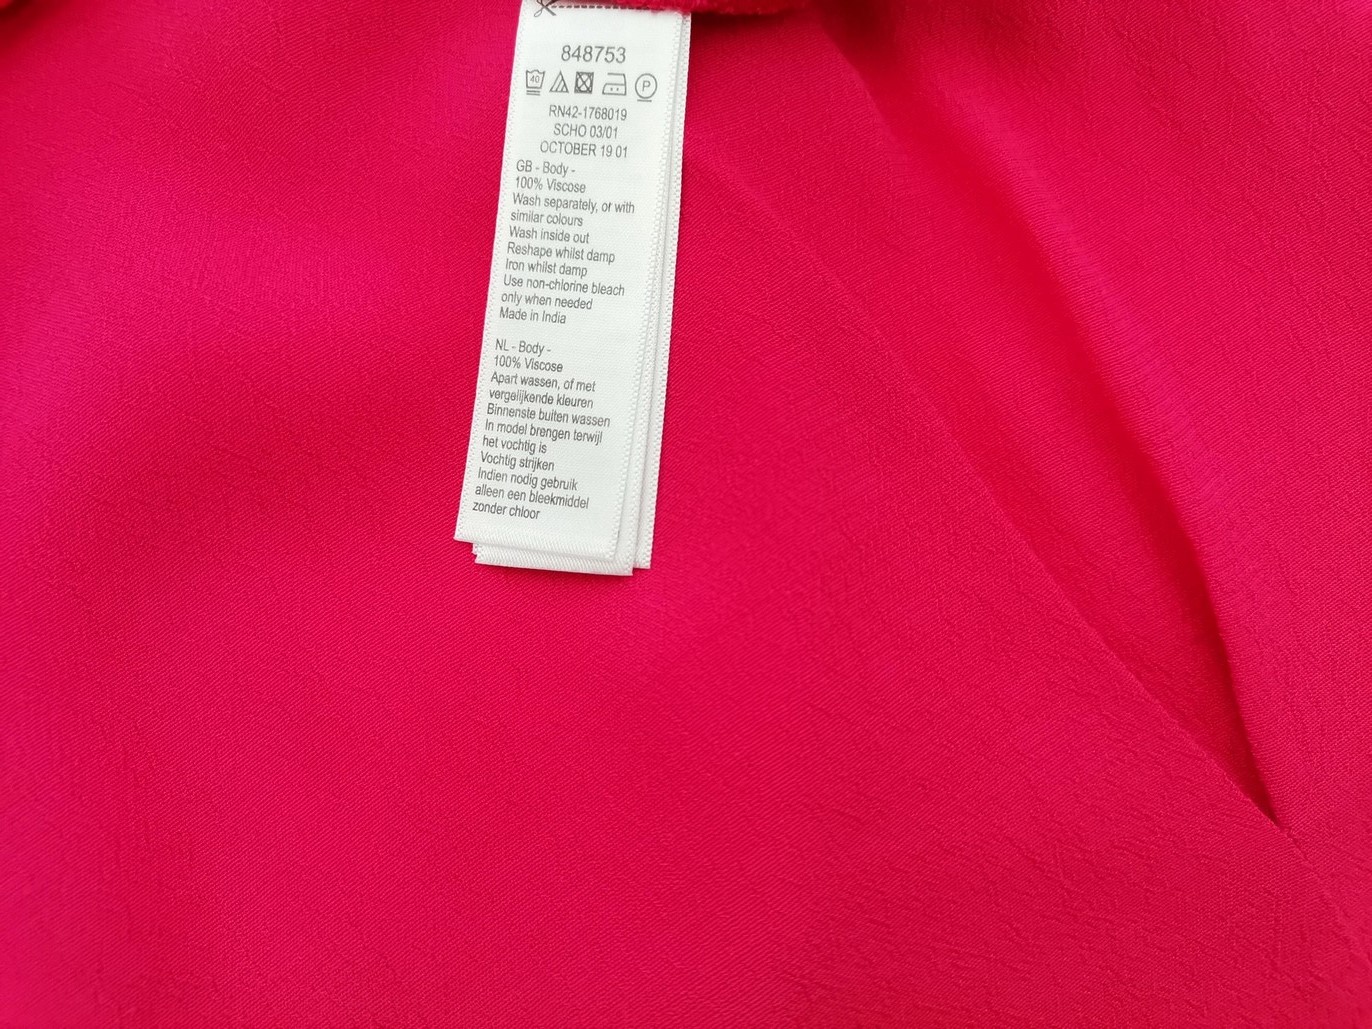 848753
40 P
RN42-1768019
SCHO 03/01
OCTOBER 19 01
GB - Body -
100% Viscose
Wash separately, or with
similar colours
Wash inside out
Reshape whilst damp
Iron whilst damp
Use non-chlorine bleach
only when needed
Made in India
NL - Body -
100% Viscose
Apart wassen, of met
vergelijkende kleuren
Binnenste buiten wassen
In model brengen terwijl
het vochtig is
Vochtig strijken
Indien nodig gebruik
alleen een bleekmiddel
zonder chloor